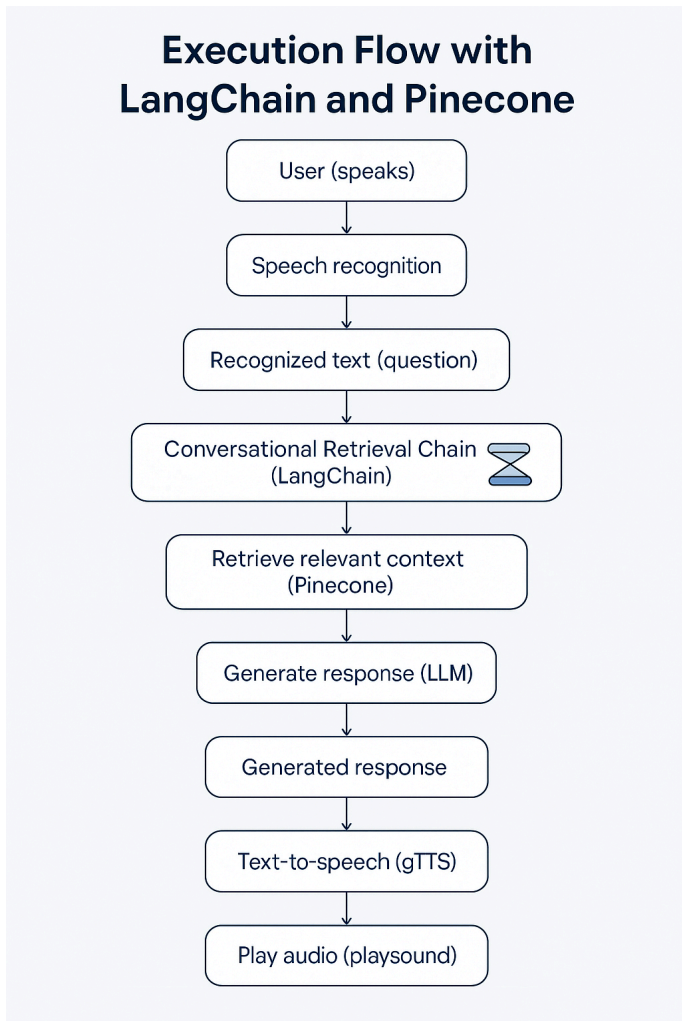 Execution Flow with
LangChain and Pinecone
User (speaks)
Speech recognition
Recognized text (question)
Conversational Retrieval Chain
(LangChain)
Retrieve relevant context
(Pinecone)
Generate response (LLM)
Generated response
Text-to-speech (gTTS)
Play audio (playsound)